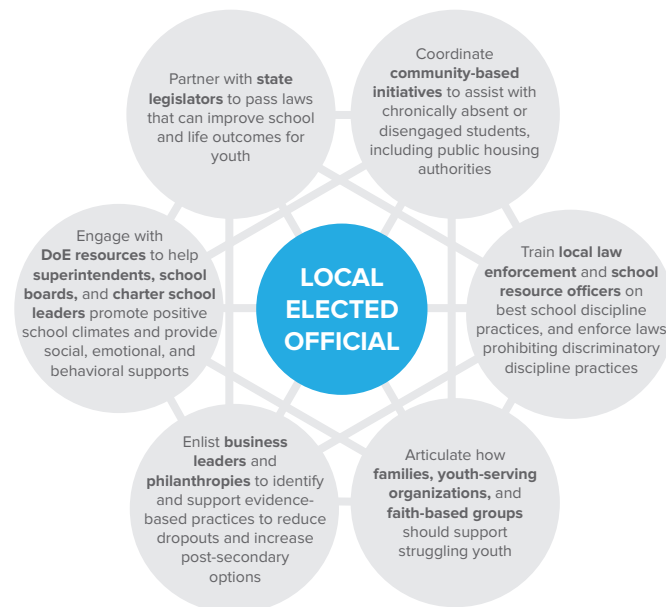 Partner with state
legislators to pass laws
that can improve school
and life outcomes for
youth
Coordinate
community-based
initiatives to assist with
chronically absent or
disengaged students,
including public housing
authorities
Engage with
DoE resources to help
superintendents, school
boards, and charter school
leaders promote positive
school climates and provide
social, emotional, and
behavioral supports
LOCAL
ELECTED
OFFICIAL
Train local law
enforcement and school
resource officers on
best school discipline
practices, and enforce laws
prohibiting discriminatory
discipline practices
Enlist business
leaders and
philanthropies to identify
and support evidence-
based practices to reduce
dropouts and increase
post-secondary
options
Articulate how
families, youth-serving
organizations, and
faith-based groups
should support
struggling youth